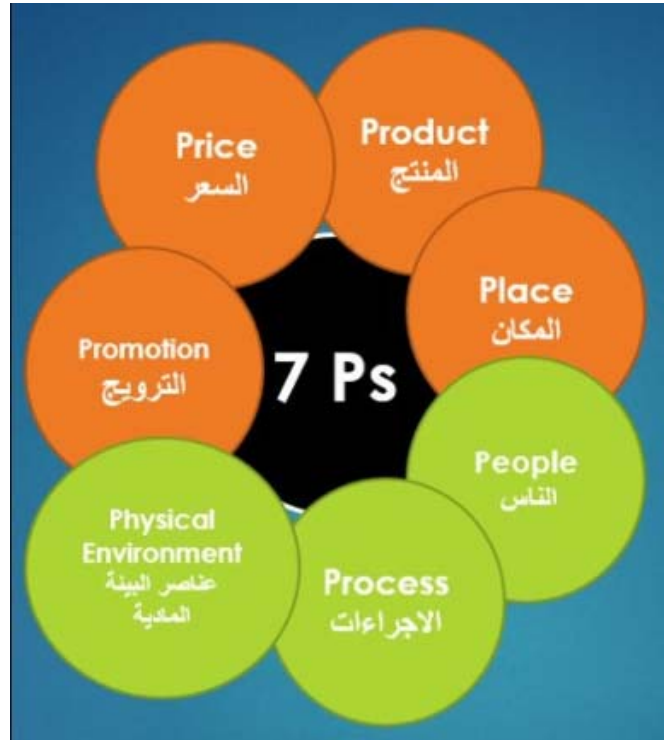 Price
السعر
Product
المنتج
Place
المكان
Promotion
الترويج
7 Ps
People
الناس
Physical
Environment
عناصر البيئة
المادية
Process
الاجراءات